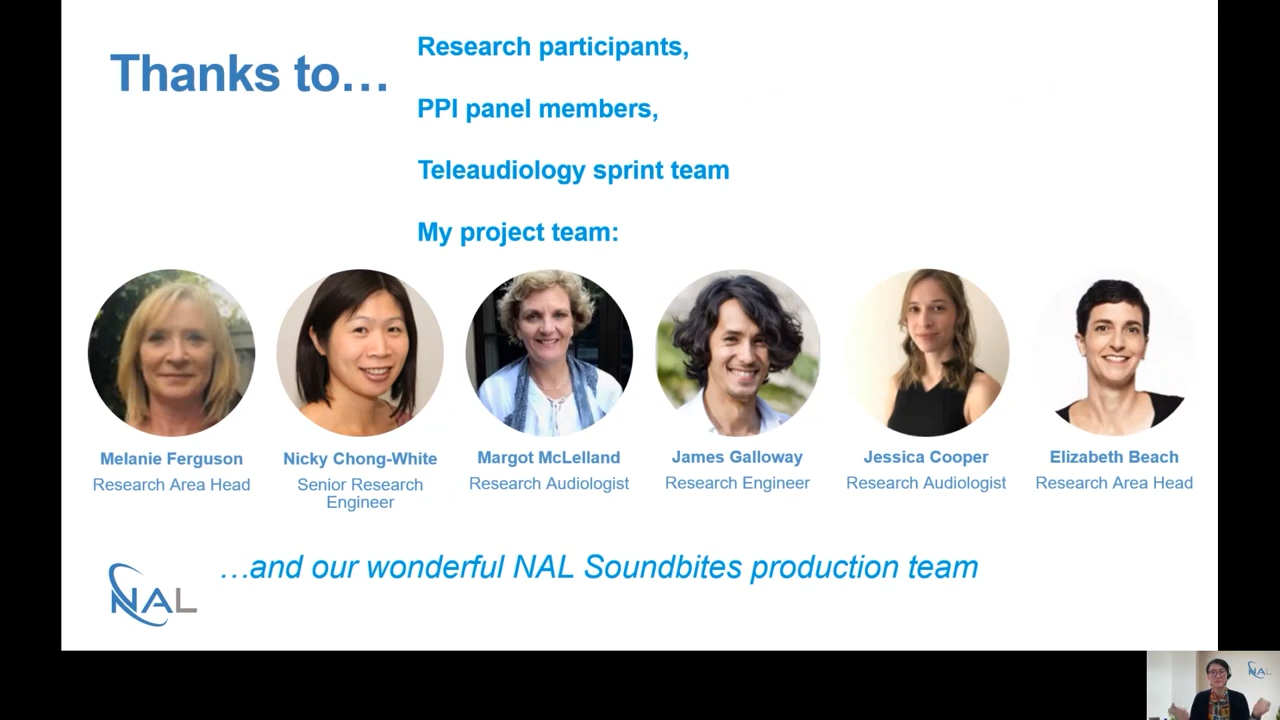 Thanks to…
Research participants,
PPI panel members,
Teleaudiology sprint team
My project team:
Melanie Ferguson
Research Area Head
Nicky Chong-White
Senior Research
Engineer
Margot McLelland
Research Audiologist
James Galloway
Research Engineer
Jessica Cooper
Research Audiologist
Elizabeth Beach
Research Area Head
…and our wonderful NAL Soundbites production team
NAL
NAL